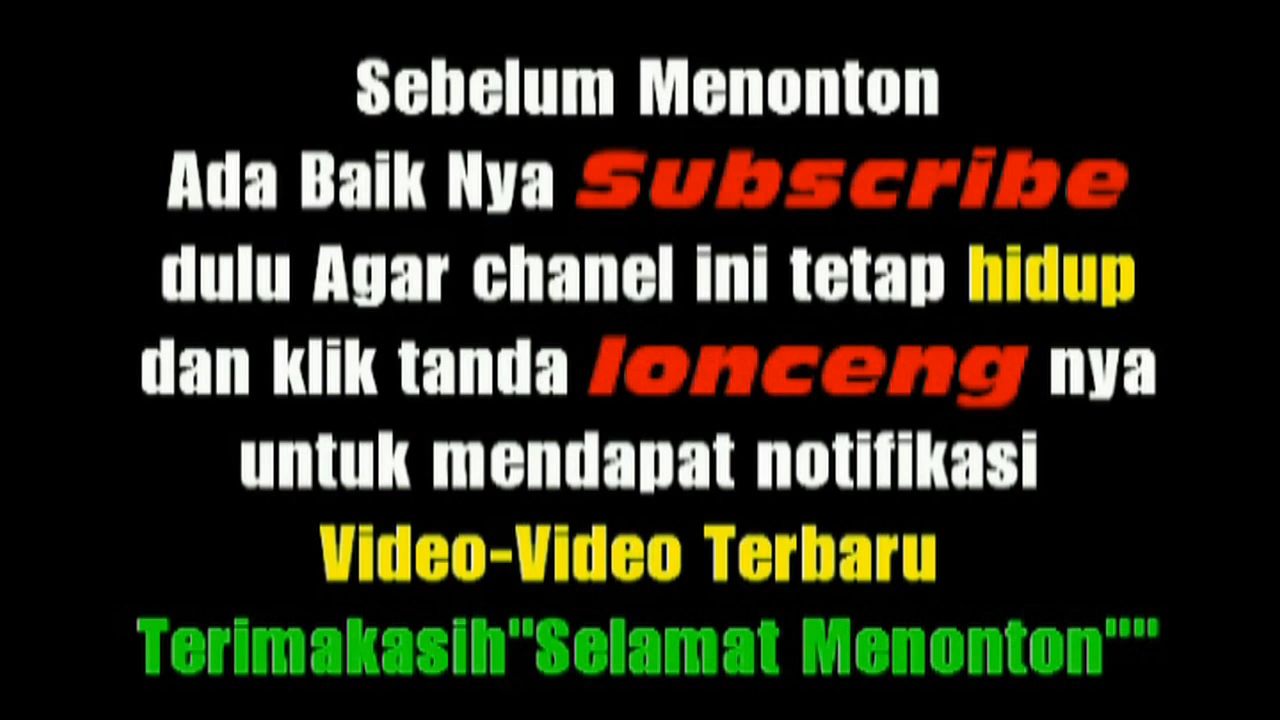 Sebelum Menonton
Ada Baik Nya Subscribe
dulu Agar chanel ini tetap hidup
dan klik tanda lonceng nya
untuk mendapat notifikasi
Video-Video Terbaru
Terimakasih"Selamat Menonton""